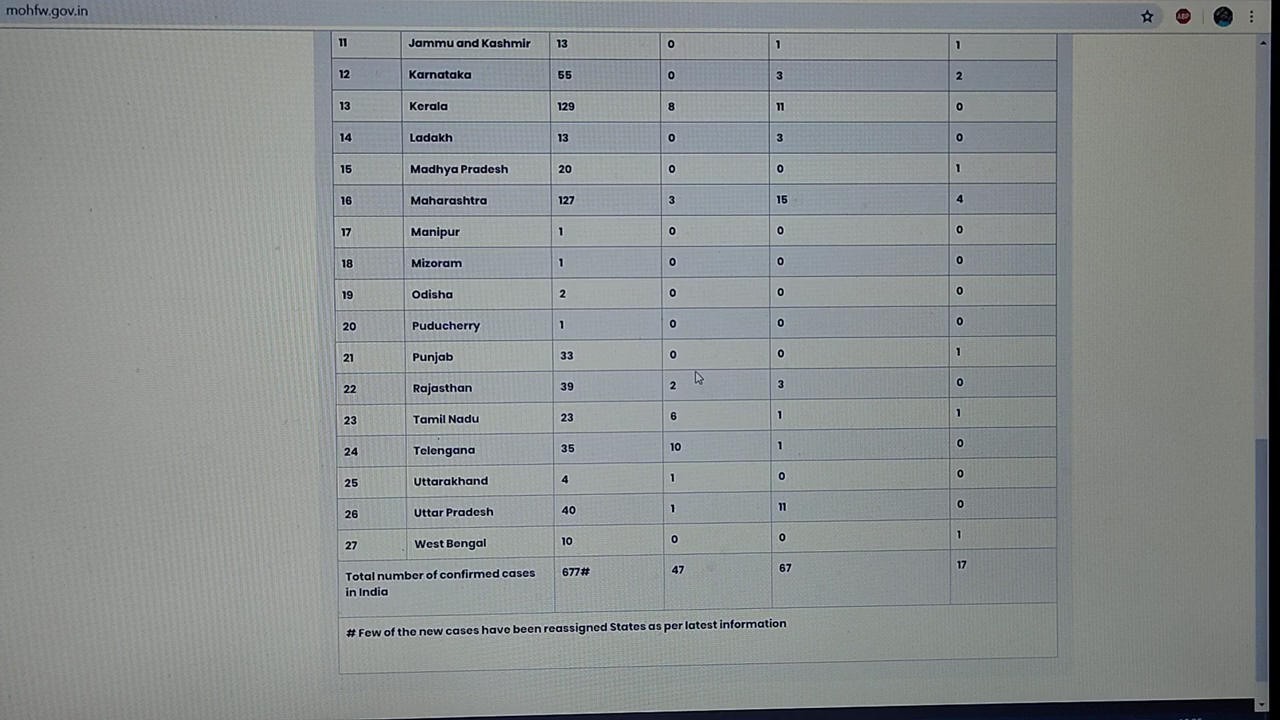 mohfw.gov.in
ABP
11 Jammu and Kashmir 13 0 1 1
12 Karnataka 55 0 3 2
13 Kerala 129 8 11 0
14 Ladakh 13 0 3 0
15 Madhya Pradesh 20 0 0 1
16 Maharashtra 127 3 15 4
17 Manipur 1 0 0 0
18 Mizoram 1 0 0 0
19 Odisha 2 0 0 0
20 Puducherry 1 0 0 0
21 Punjab 33 0 0 1
22 Rajasthan 39 2 3 0
23 Tamil Nadu 23 6 1 1
24 Telengana 35 10 1 0
25 Uttarakhand 4 1 0 0
26 Uttar Pradesh 40 1 11 0
27 West Bengal 10 0 0 1
Total number of confirmed cases 677# 47 67 17
in India
# Few of the new cases have been reassigned States as per latest information